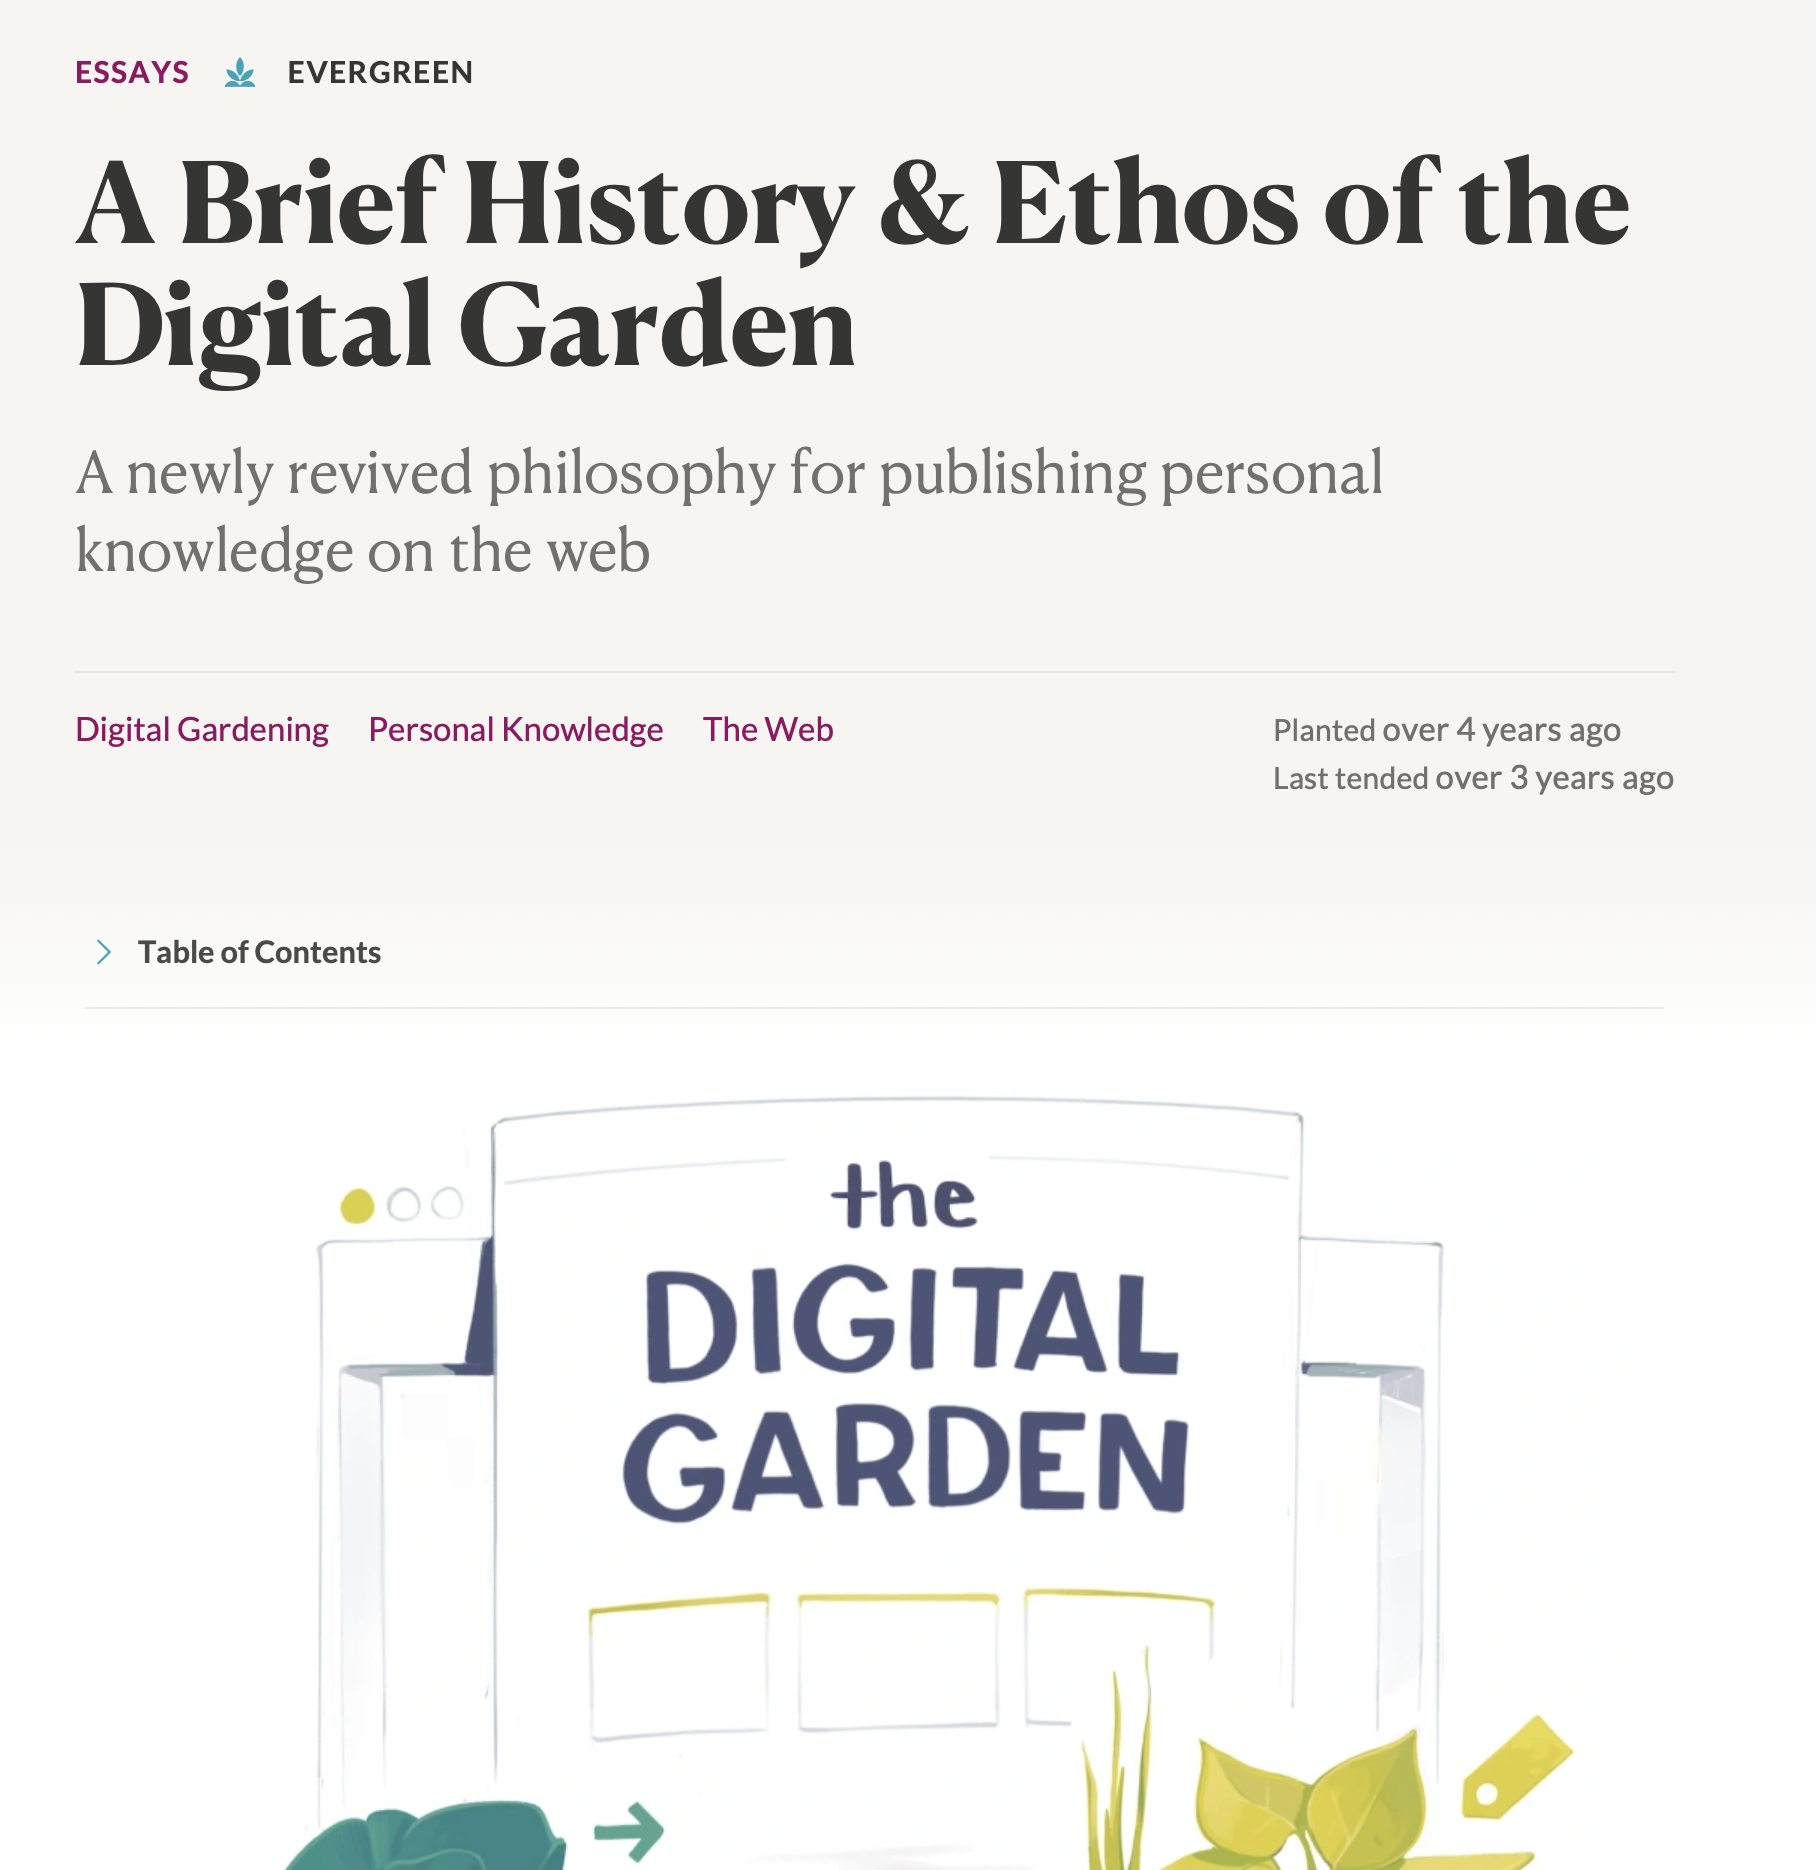 ESSAYS EVERGREEN
A Brief History & Ethos of the
Digital Garden
A newly revived philosophy for publishing personal
knowledge on the web
Digital Gardening Personal Knowledge The Web
Planted over 4 years ago
Last tended over 3 years ago
Table of Contents
the
DIGITAL
GARDEN